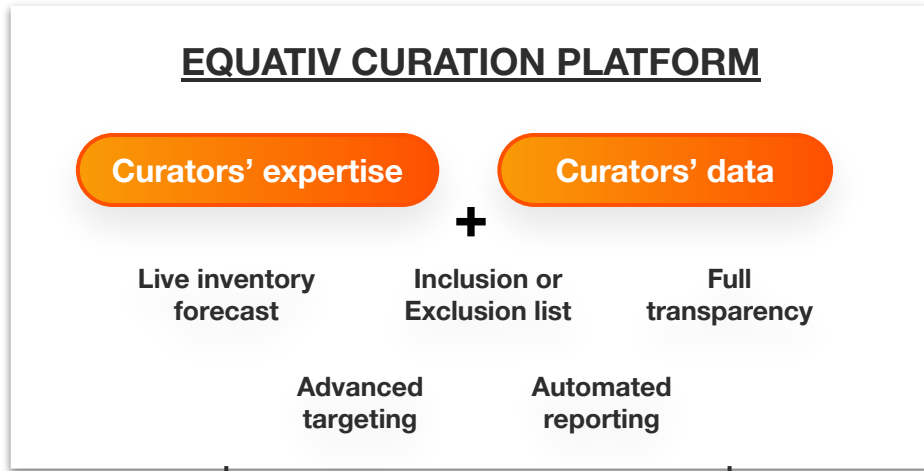 EQUATIV CURATION PLATFORM
Curators’ expertise
Curators’ data
+
Live inventory
forecast
Inclusion or
Exclusion list
Full
transparency
Advanced
targeting
Automated
reporting